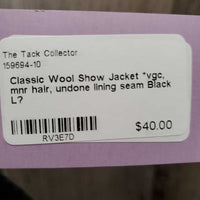 The Tack Collector
159694-10
Classic Wool Show Jacket *vgc,
mnr hair, undone lining seam Black
L?
$40.00
RV3E7D